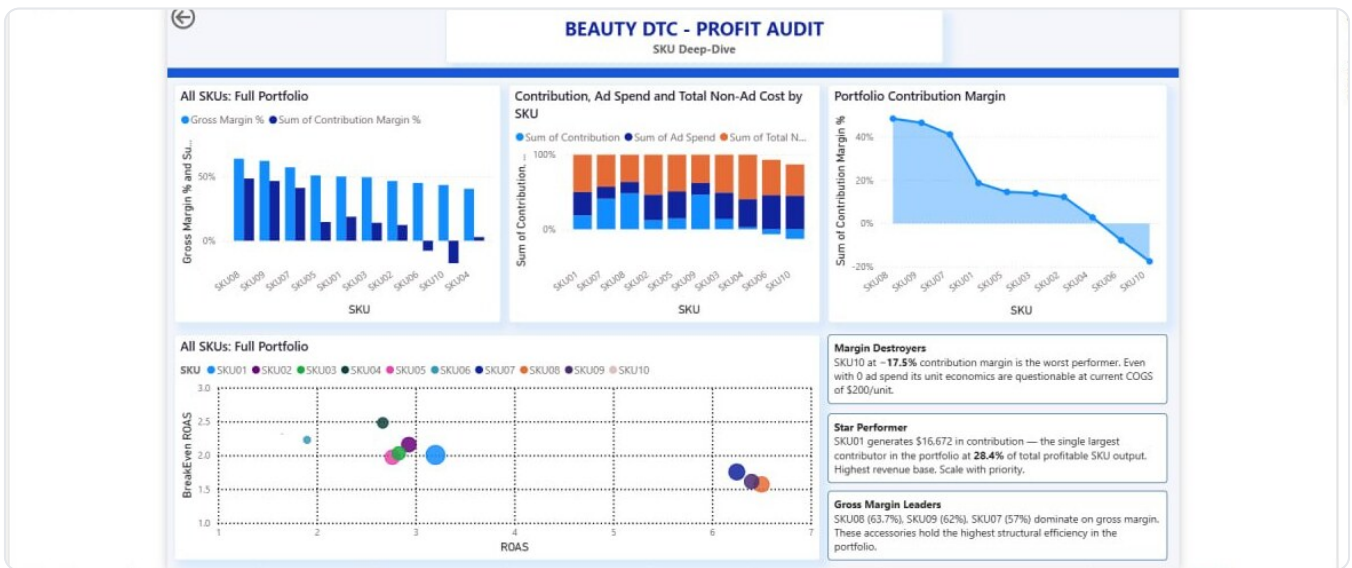 BEAUTY DTC - PROFIT AUDIT
SKU Deep-Dive
All SKUs: Full Portfolio
Gross Margin % Sum of Contribution Margin %
Gross Margin % and Su...
50%
0%
SKU08 SKU09 SKU07 SKU05 SKU01 SKU03 SKU02 SKU06 SKU10 SKU04
SKU
Contribution, Ad Spend and Total Non-Ad Cost by
SKU
Sum of Contribution Sum of Ad Spend Sum of Total N...
Sum of Contribution, ...
100%
0%
SKU01 SKU07 SKU08 SKU02 SKU05 SKU09 SKU03 SKU04 SKU06 SKU10
SKU
Portfolio Contribution Margin
Sum of Contribution Margin %
40%
20%
0%
-20%
SKU08 SKU09 SKU07 SKU01 SKU05 SKU03 SKU02 SKU04 SKU06 SKU10
SKU
All SKUs: Full Portfolio
SKU SKU01 SKU02 SKU03 SKU04 SKU05 SKU06 SKU07 SKU08 SKU09 SKU10
BreakEven ROAS
3.0
2.5
2.0
1.5
1.0
1 2 3 4 5 6 7
ROAS
Margin Destroyers
SKU10 at -17.5% contribution margin is the worst performer. Even
with 0 ad spend its unit economics are questionable at current COGS
of $200/unit.
Star Performer
SKU01 generates $16.672 in contribution — the single largest
contributor in the portfolio at 28.4% of total profitable SKU output.
Highest revenue base. Scale with priority.
Gross Margin Leaders
SKU08 (63.7%), SKU09 (62%), SKU07 (57%) dominate on gross margin.
These accessories hold the highest structural efficiency in the
portfolio.